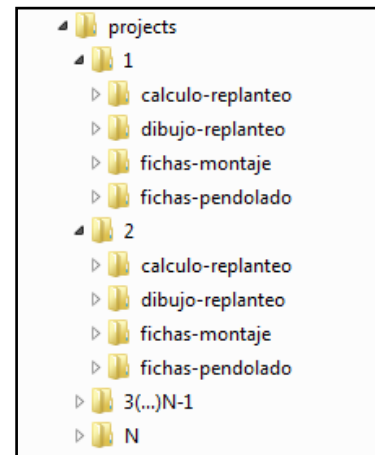 projects
1
calculo-replanteo
dibujo-replanteo
fichas-montaje
fichas-pendolado
2
calculo-replanteo
dibujo-replanteo
fichas-montaje
fichas-pendolado
3(...)N-1
N